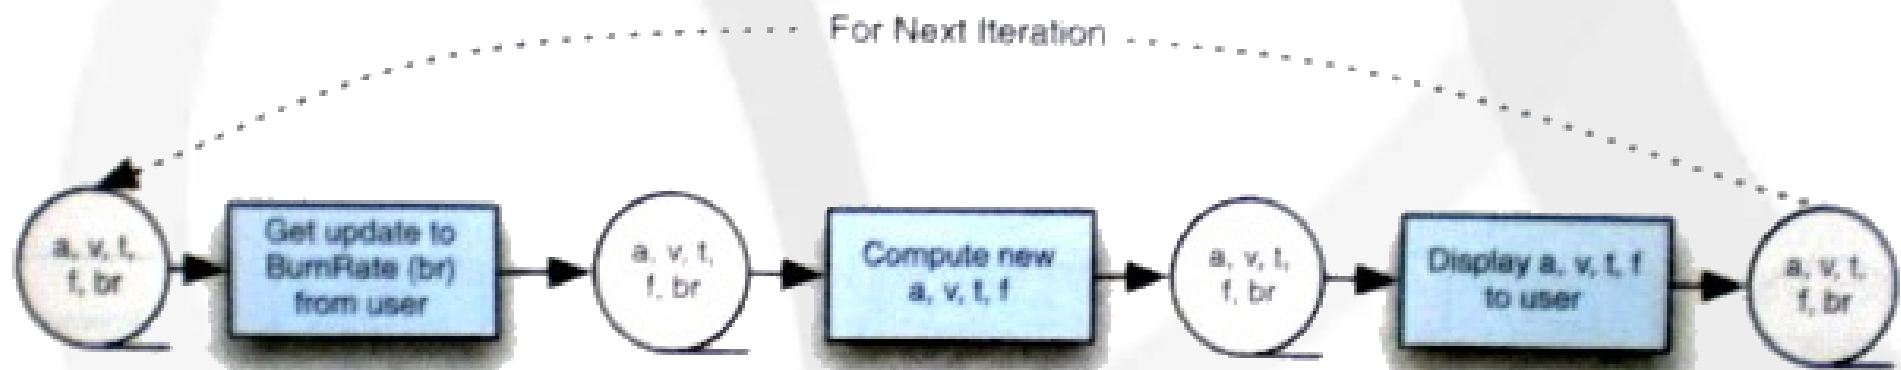 For Next Iteration
a, v, t,
f, br
Get update to
BurnRate (br)
from user
a, v, t,
f, br
Compute new
a, v, t, f
a, v, t,
f, br
Display a, v, t, f
to user
a, v, t,
f, br